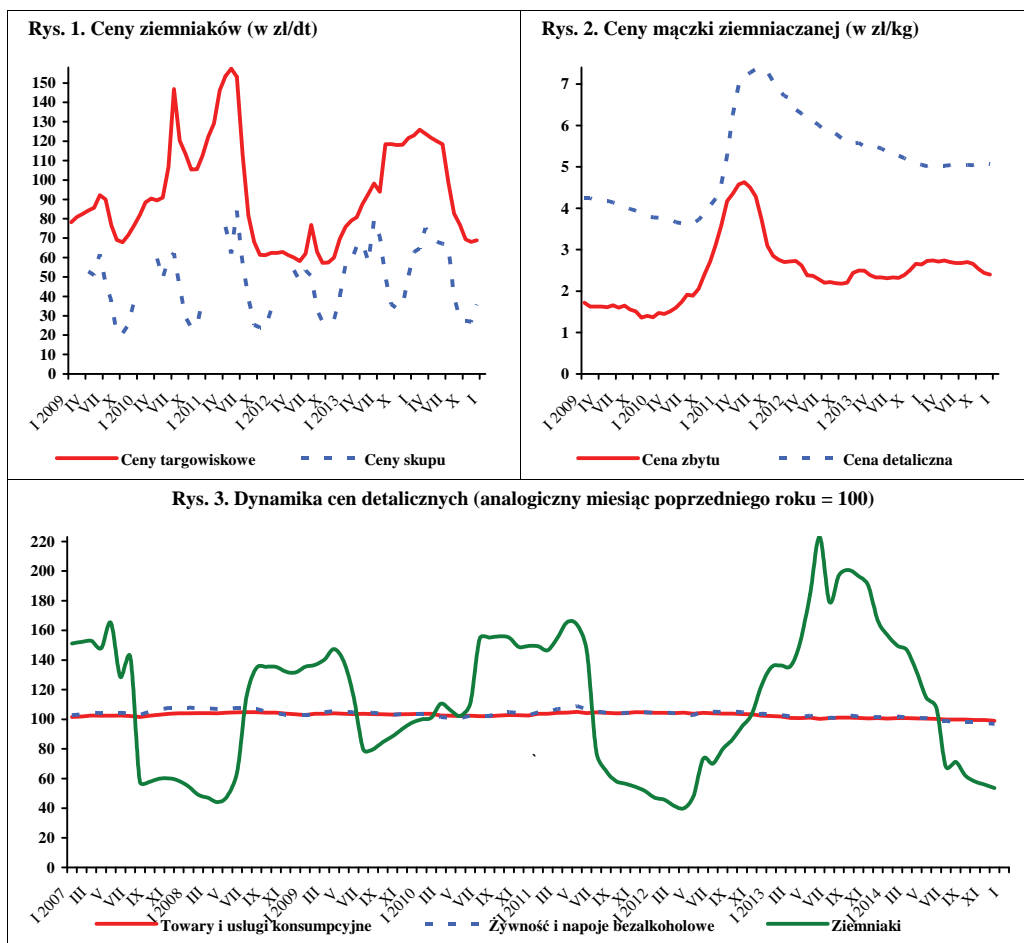 Rys. 1. Ceny ziemniaków (w zł/dt)
150
140
130
120
110
100
90
80
70
60
50
40
30
20
10
0
I 2009
IV
VII
X
I 2010
IV
VII
X
I 2011
IV
VII
X
I 2012
IV
VII
X
I 2013
IV
VII
X
I
IV
VII
X
I
Ceny targowiskowe
Ceny skupu
Rys. 2. Ceny mączki ziemniaczanej (w zł/kg)
7
6
5
4
3
2
1
0
I 2009
IV
VII
X
I 2010
IV
VII
X
I 2011
IV
VII
X
I 2012
IV
VII
X
I 2013
IV
VII
X
I
IV
VII
X
I
Cena zbytu
Cena detaliczna
Rys. 3. Dynamika cen detalicznych (analogiczny miesiąc poprzedniego roku = 100)
220
200
180
160
140
120
100
80
60
40
20
0
I 2007
III
V
VII
IX
XI
I 2008
III
V
VII
IX
XI
I 2009
III
V
VII
IX
XI
I 2010
III
V
VII
IX
XI
I 2011
III
V
VII
IX
XI
I 2012
III
V
VII
IX
XI
I 2013
III
V
VII
IX
XI
I 2014
III
V
VII
IX
XI
I
Towary i usługi konsumpcyjne
Żywność i napoje bezalkoholowe
Ziemniaki